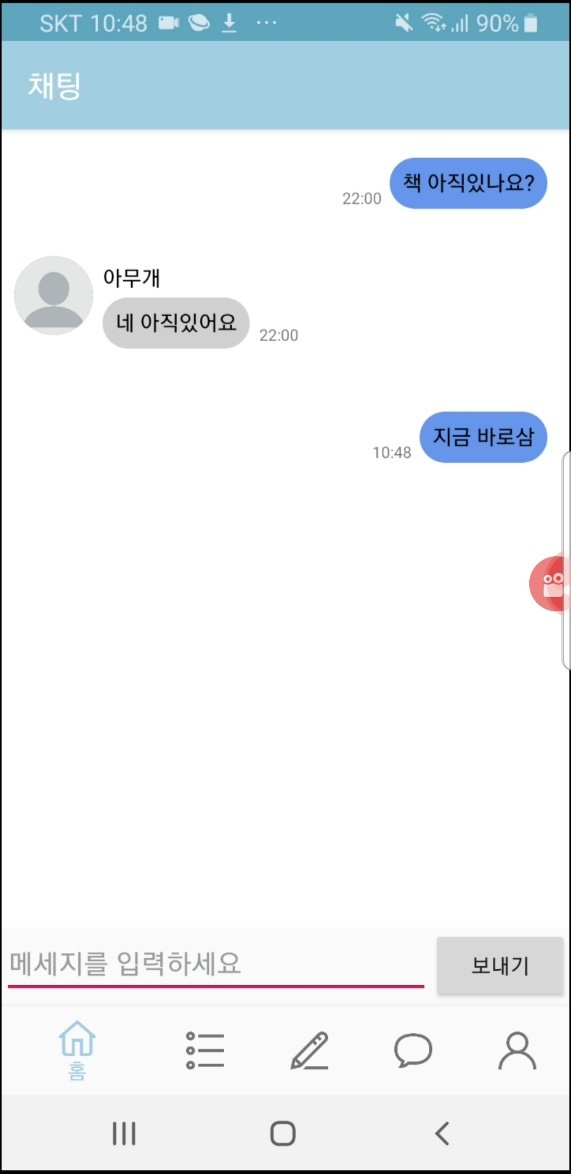 SKT 10:48 ... 90%
채팅
책 아직있나요?
22:00
아무개
네 아직있어요
22:00
지금 바로삼
10:48
메세지를 입력하세요
보내기
홈